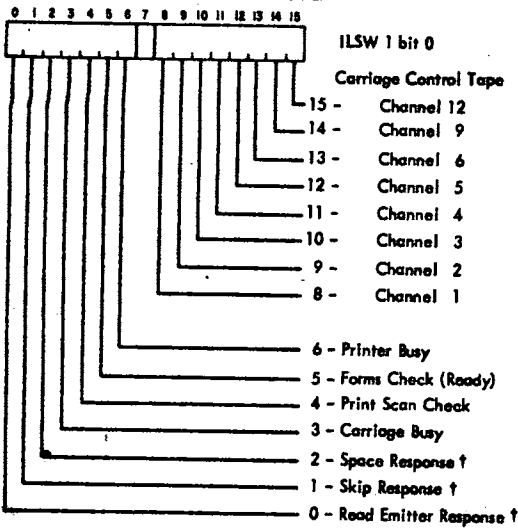 0 1 2 3 4 5 6 7 8 9 10 11 12 13 14 15
ILSW 1 bit 0
Carriage Control Tape
15 - Channel 12
14 - Channel 9
13 - Channel 6
12 - Channel 5
11 - Channel 4
10 - Channel 3
9 - Channel 2
8 - Channel 1
6 - Printer Busy
5 - Forms Check (Ready)
4 - Print Scan Check
3 - Carriage Busy
2 - Space Response †
1 - Skip Response †
0 - Read Emitter Response †